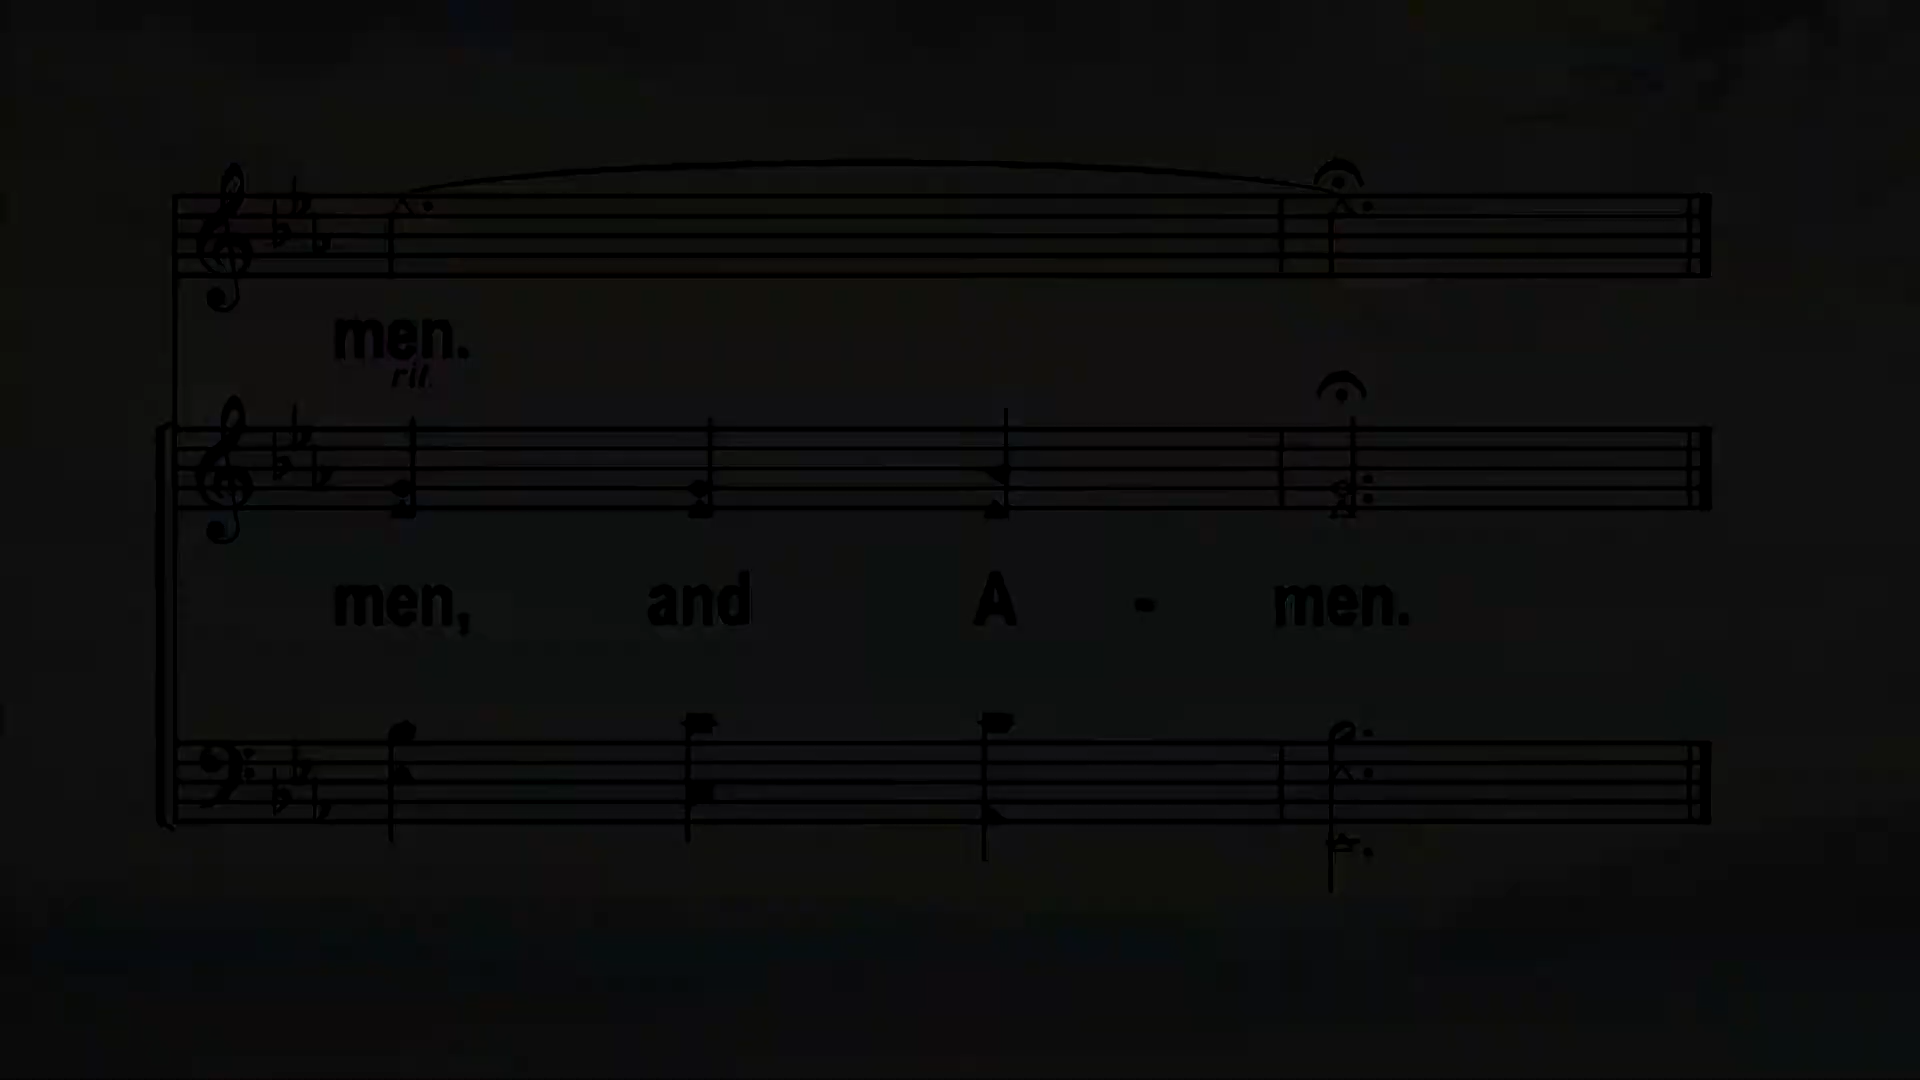 men.
rit.
men, and A - men.